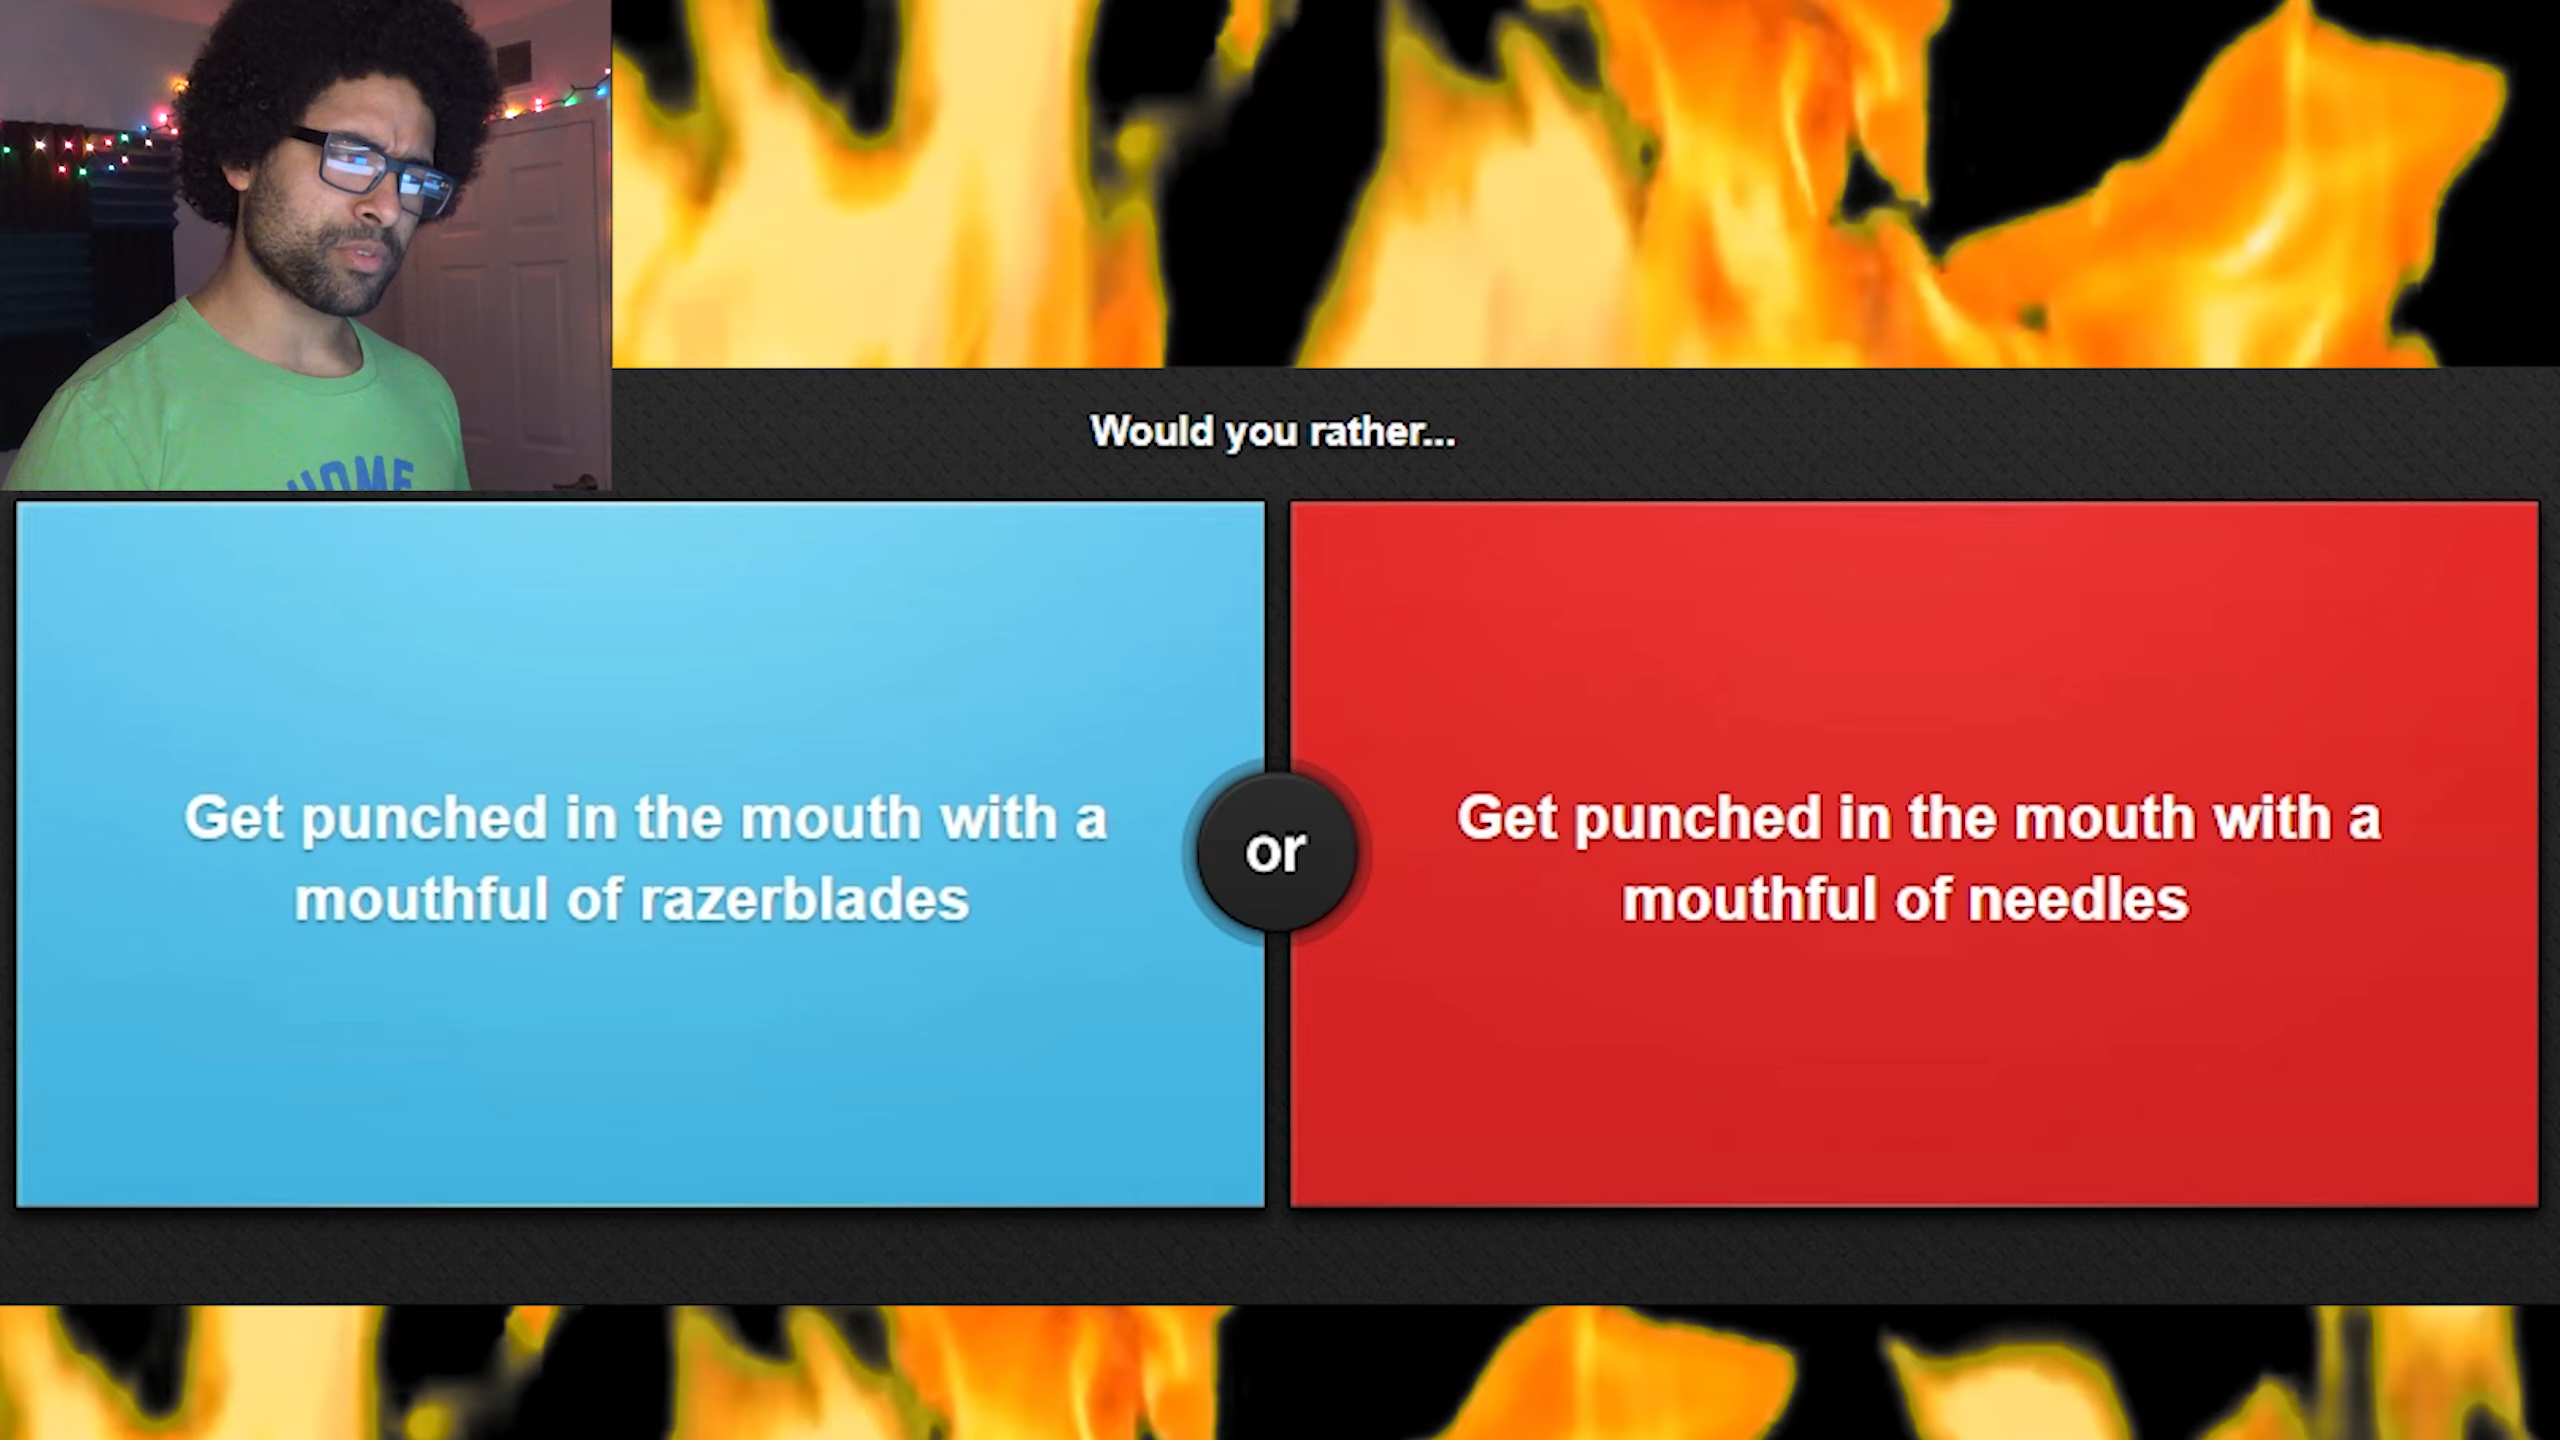 HOME
Would you rather...
Get punched in the mouth with a
mouthful of razerblades
or
Get punched in the mouth with a
mouthful of needles